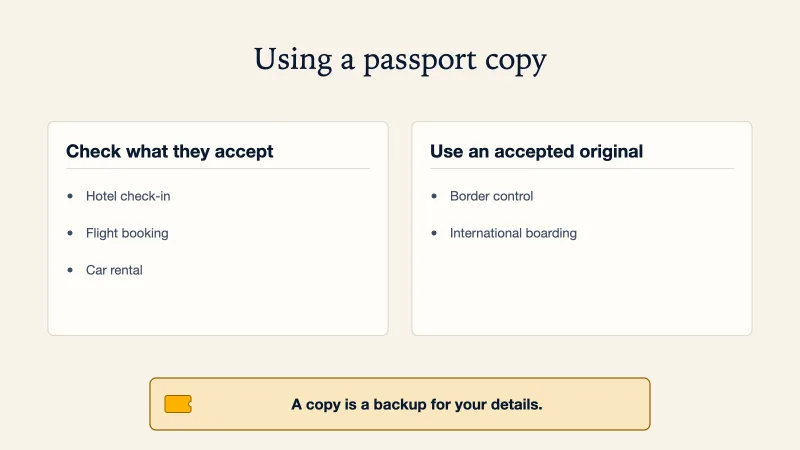 Using a passport copy
Check what they accept
Hotel check-in
Flight booking
Car rental
Use an accepted original
Border control
International boarding
A copy is a backup for your details.